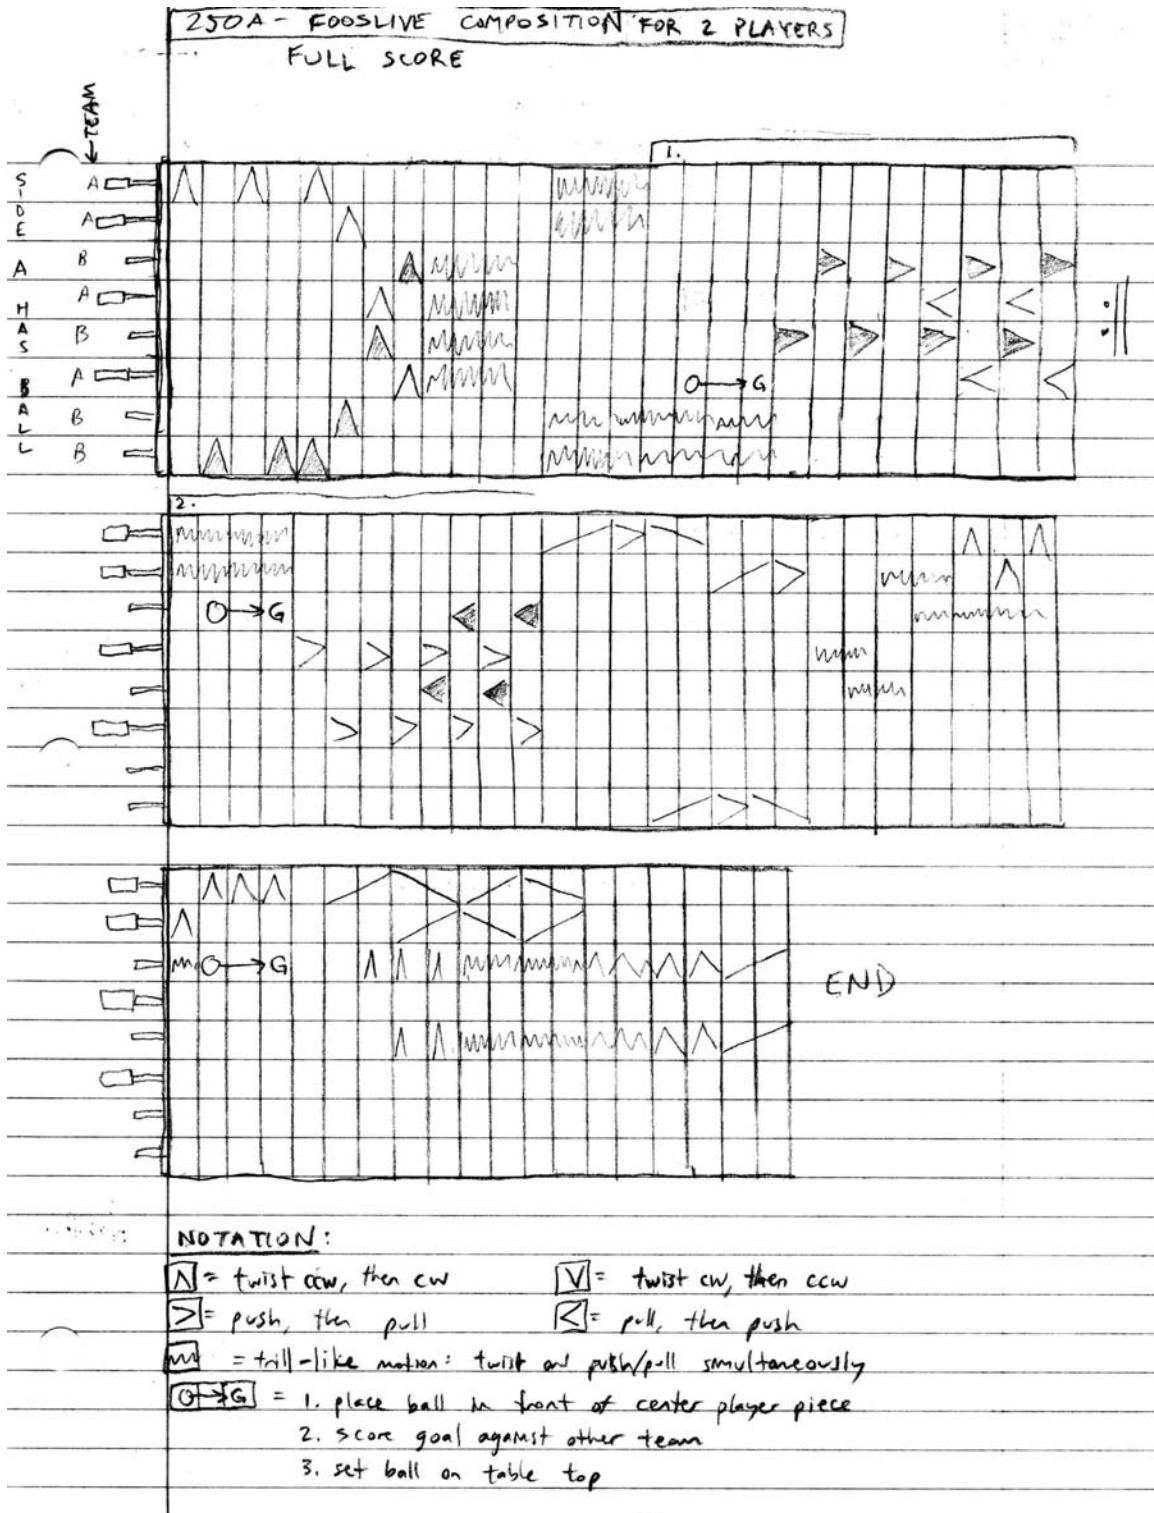 250A - FOOSLIVE COMPOSITION FOR 2 PLAYERS
FULL SCORE
←TEAM
SIDE A HAS BALL
1.
A
A
B
A
B
A
O→G
B
B
2.
O→G
O→G
END
NOTATION:
Λ = twist ccw, then cw
V = twist cw, then ccw
> = push, then pull
< = pull, then push
= trill-like motion: twist and push/pull simultaneously
O→G = 1. place ball in front of center player piece
2. score goal against other team
3. set ball on table top